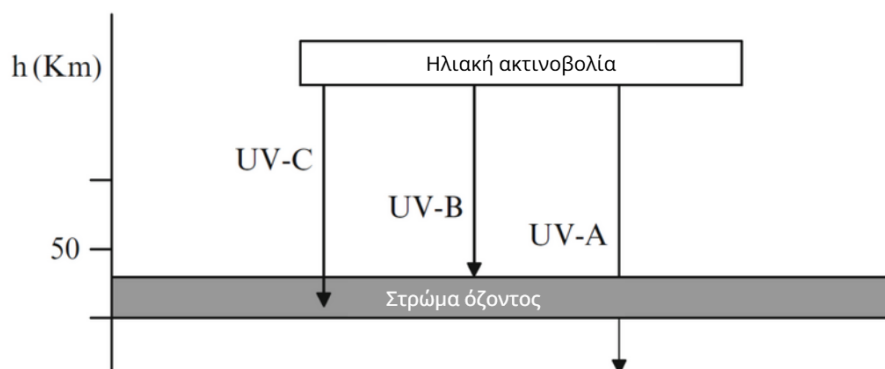 Ηλιακή ακτινοβολία
h (Km)
UV-C
UV-B
UV-A
50
Στρώμα όζοντος